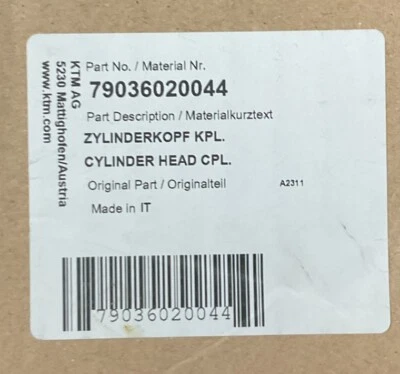 KTM AG
5230 Mattighofen/Austria
www.ktm.com
Part No. / Material Nr.
79036020044
Part Description / Materialkurztext
ZYLINDERKOPF KPL.
CYLINDER HEAD CPL.
Original Part / Originalteil A2311
Made in IT
79036020044